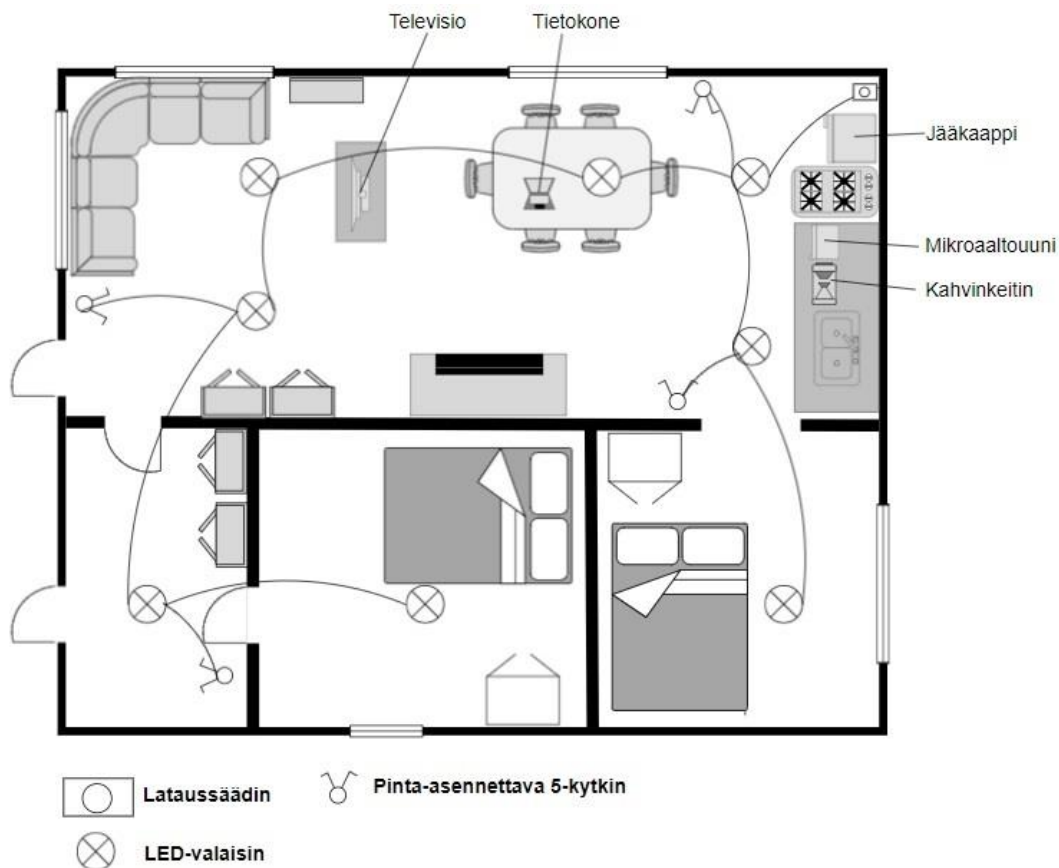 Televisio
Tietokone
Jääkaappi
Mikroaaltouuni
Kahvinkeitin
Lataussäädin
Pinta-asennettava 5-kytkin
LED-valaisin